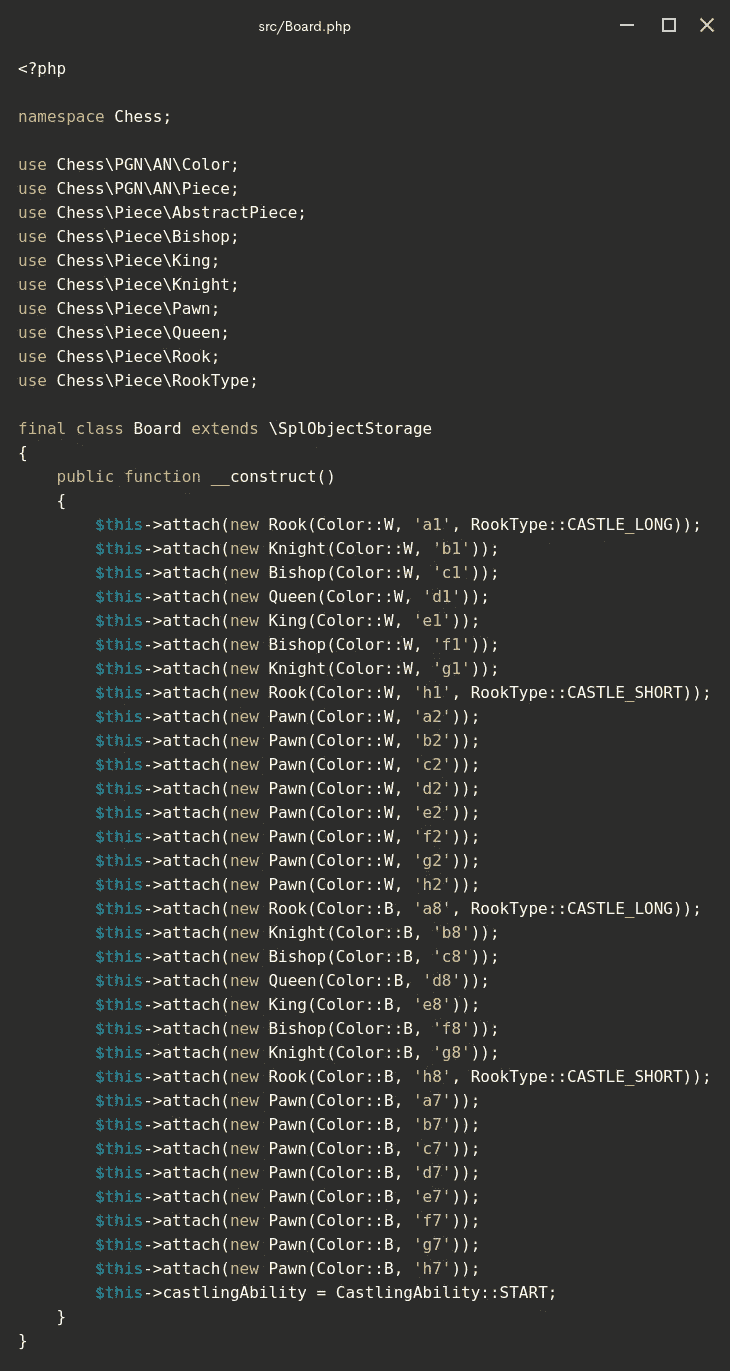 src/Board.php
<?php
namespace Chess;
use Chess\PGN\AN\Color;
use Chess\PGN\AN\Piece;
use Chess\Piece\AbstractPiece;
use Chess\Piece\Bishop;
use Chess\Piece\King;
use Chess\Piece\Knight;
use Chess\Piece\Pawn;
use Chess\Piece\Queen;
use Chess\Piece\Rook;
use Chess\Piece\RookType;
final class Board extends \SplObjectStorage
{
    public function __construct()
    {
        $this->attach(new Rook(Color::W, 'a1', RookType::CASTLE_LONG));
        $this->attach(new Knight(Color::W, 'b1'));
        $this->attach(new Bishop(Color::W, 'c1'));
        $this->attach(new Queen(Color::W, 'd1'));
        $this->attach(new King(Color::W, 'e1'));
        $this->attach(new Bishop(Color::W, 'f1'));
        $this->attach(new Knight(Color::W, 'g1'));
        $this->attach(new Rook(Color::W, 'h1', RookType::CASTLE_SHORT));
        $this->attach(new Pawn(Color::W, 'a2'));
        $this->attach(new Pawn(Color::W, 'b2'));
        $this->attach(new Pawn(Color::W, 'c2'));
        $this->attach(new Pawn(Color::W, 'd2'));
        $this->attach(new Pawn(Color::W, 'e2'));
        $this->attach(new Pawn(Color::W, 'f2'));
        $this->attach(new Pawn(Color::W, 'g2'));
        $this->attach(new Pawn(Color::W, 'h2'));
        $this->attach(new Rook(Color::B, 'a8', RookType::CASTLE_LONG));
        $this->attach(new Knight(Color::B, 'b8'));
        $this->attach(new Bishop(Color::B, 'c8'));
        $this->attach(new Queen(Color::B, 'd8'));
        $this->attach(new King(Color::B, 'e8'));
        $this->attach(new Bishop(Color::B, 'f8'));
        $this->attach(new Knight(Color::B, 'g8'));
        $this->attach(new Rook(Color::B, 'h8', RookType::CASTLE_SHORT));
        $this->attach(new Pawn(Color::B, 'a7'));
        $this->attach(new Pawn(Color::B, 'b7'));
        $this->attach(new Pawn(Color::B, 'c7'));
        $this->attach(new Pawn(Color::B, 'd7'));
        $this->attach(new Pawn(Color::B, 'e7'));
        $this->attach(new Pawn(Color::B, 'f7'));
        $this->attach(new Pawn(Color::B, 'g7'));
        $this->attach(new Pawn(Color::B, 'h7'));
        $this->castlingAbility = CastlingAbility::START;
    }
}